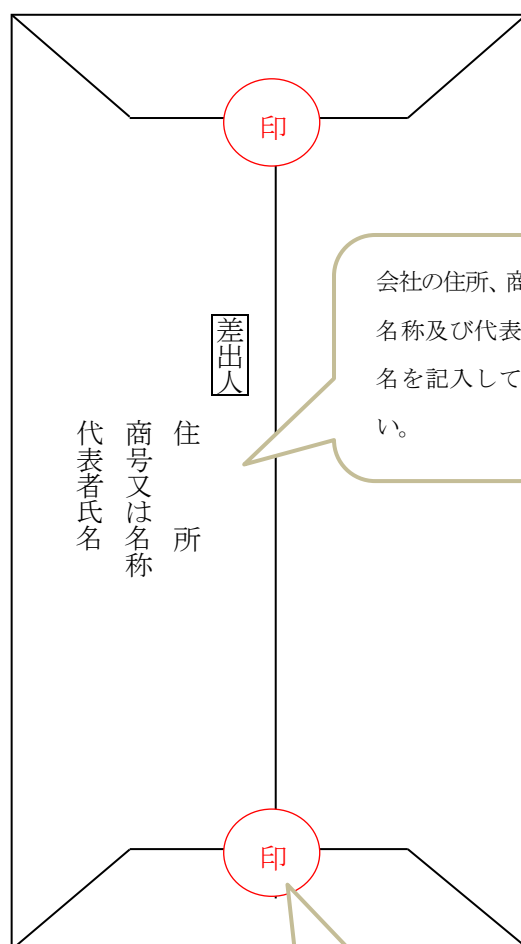 印
会社の住所、商
名称及び代表
名を記入して
い。
差出人
住所
商号又は名称
代表者氏名
印